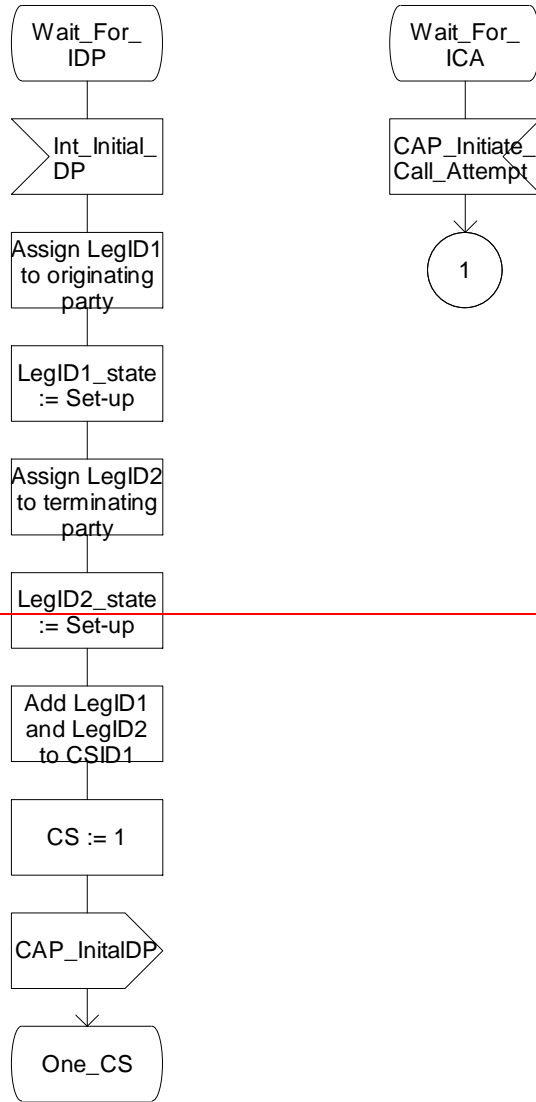 Wait_For_
IDP
Int_Initial_
DP
Assign LegID1
to originating
party
LegID1_state
:= Set-up
Assign LegID2
to terminating
party
LegID2_state
:= Set-up
Add LegID1
and LegID2
to CSID1
CS := 1
CAP_InitalDP
One_CS
Wait_For_
ICA
CAP_Initiate_
Call_Attempt
1